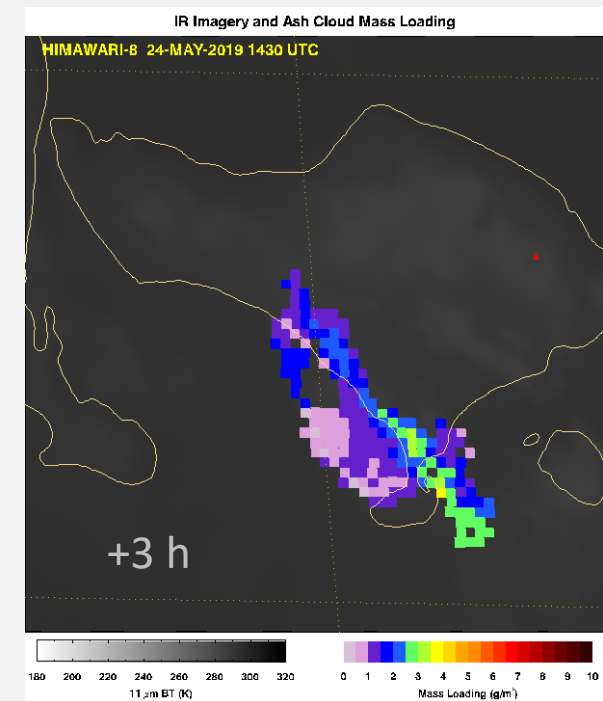 IR Imagery and Ash Cloud Mass Loading
HIMAWARI-8 24-MAY-2019 1430 UTC
+3 h
180 200 220 240 260 280 300 320
11 μm BT (K)
0 1 2 3 4 5 6 7 8 9 10
Mass Loading (g/m²)